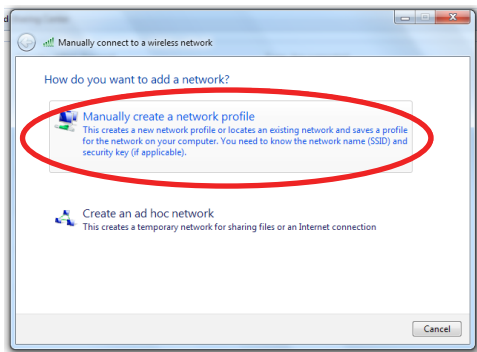 Manually connect to a wireless network
How do you want to add a network?
Manually create a network profile
This creates a new network profile or locates an existing network and saves a profile
for the network on your computer. You need to know the network name (SSID) and
security key (if applicable).
Create an ad hoc network
This creates a temporary network for sharing files or an Internet connection
Cancel